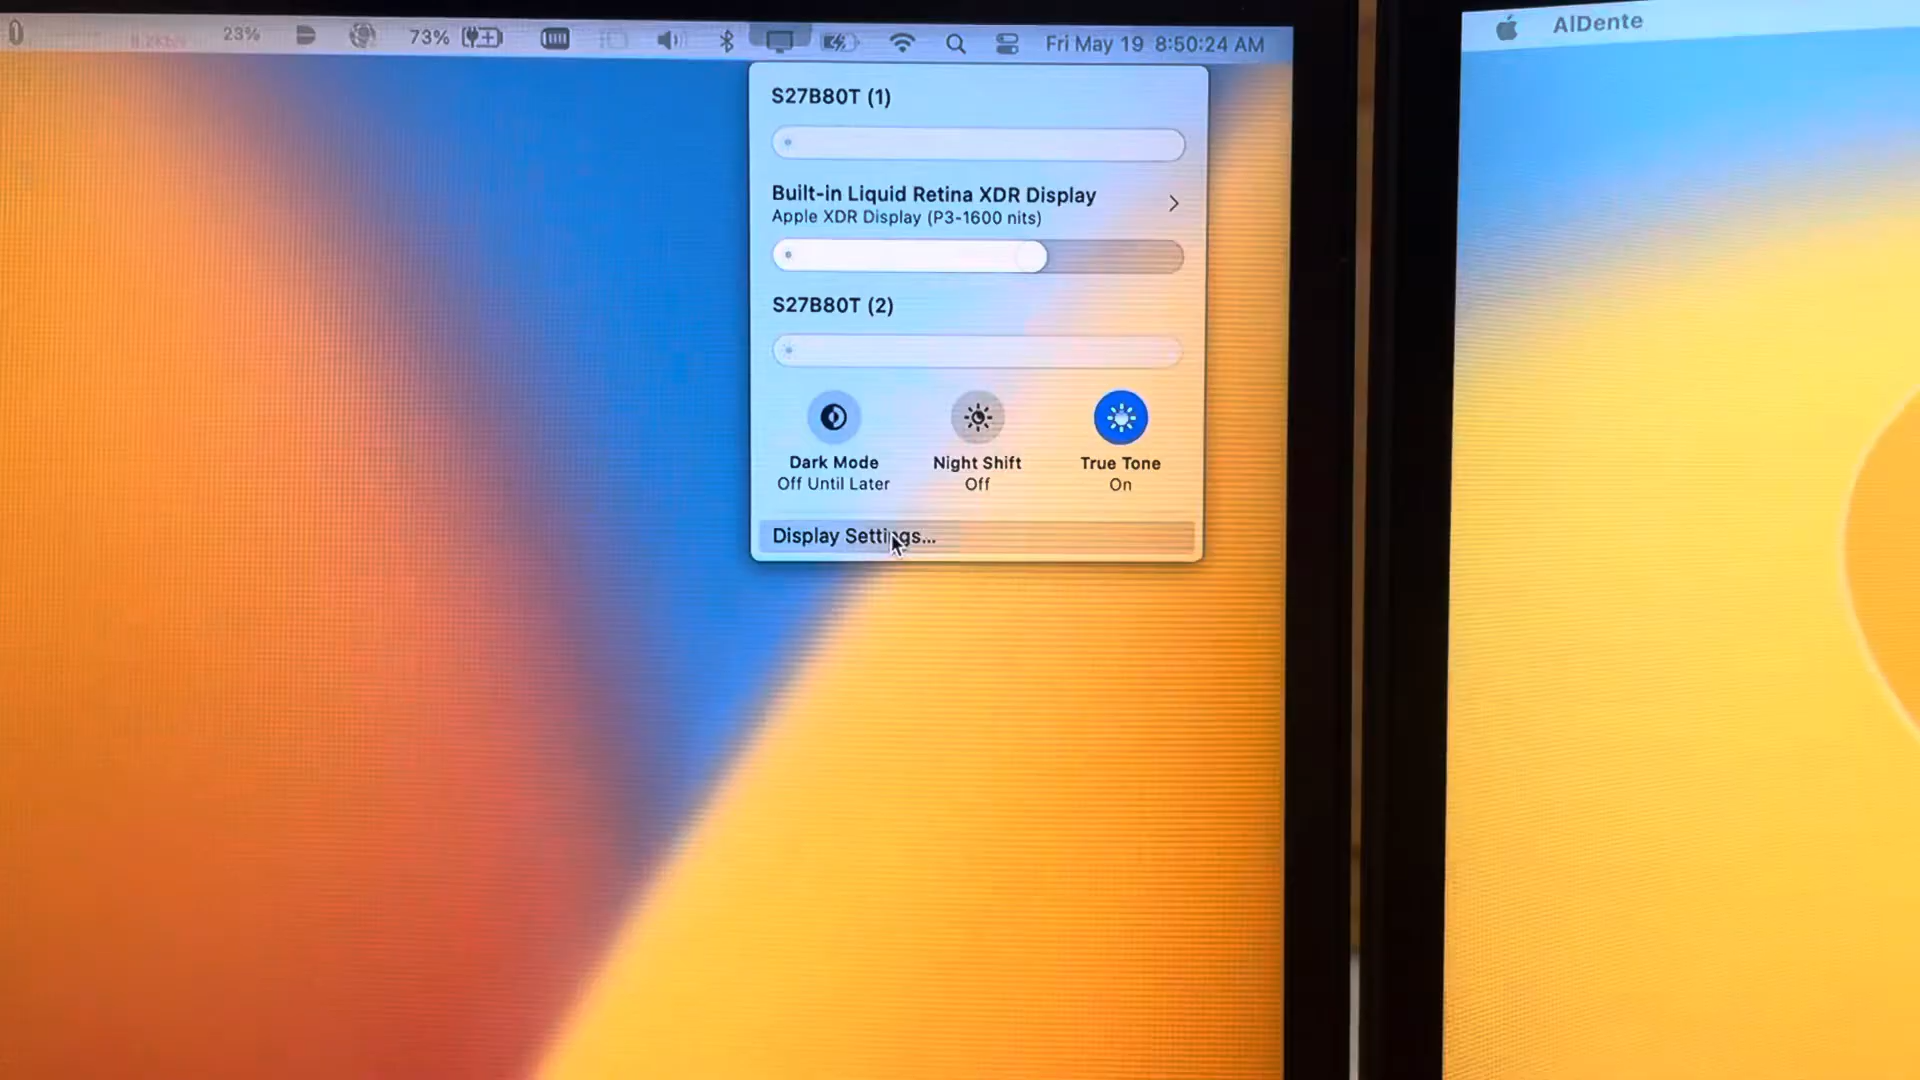 23%
73%
Fri May 19 8:50:24 AM
AlDente
S27B80T (1)
Built-in Liquid Retina XDR Display
Apple XDR Display (P3-1600 nits)
S27B80T (2)
Dark Mode
Off Until Later
Night Shift
Off
True Tone
On
Display Settings...